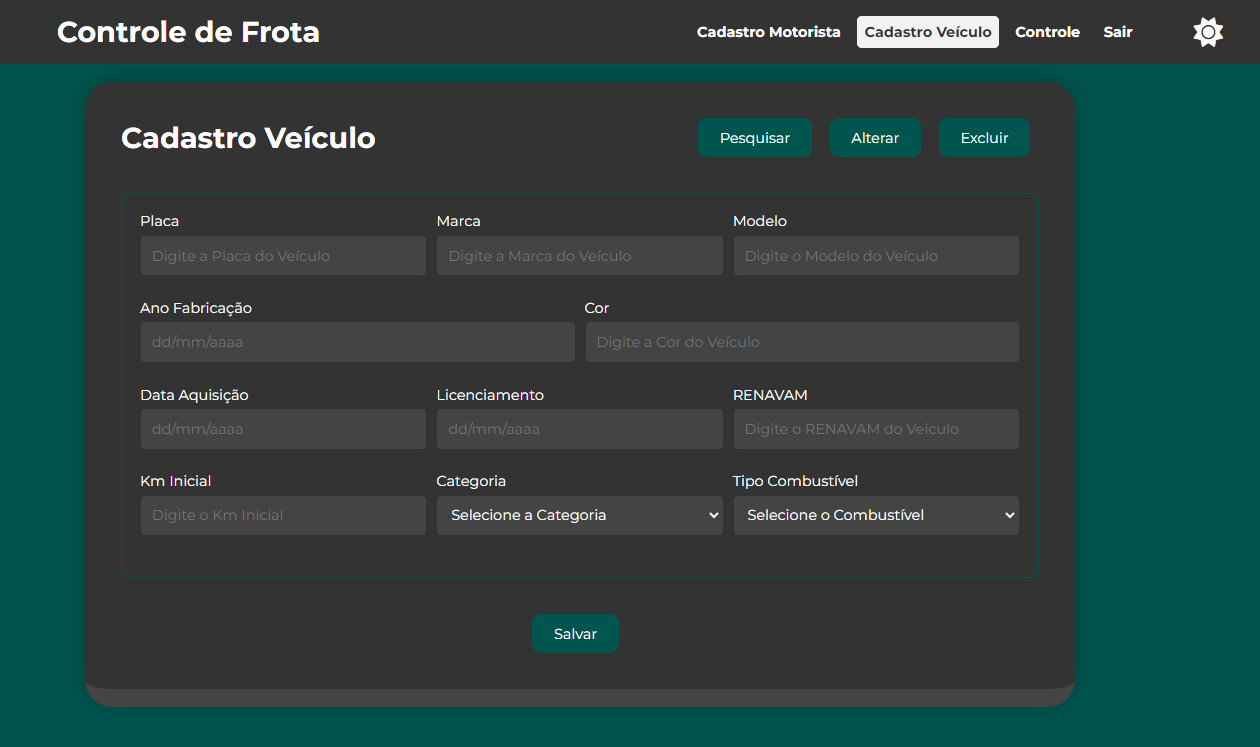 Controle de Frota
Cadastro Motorista Cadastro Veículo Controle Sair
Cadastro Veículo
Pesquisar Alterar Excluir
Placa Marca Modelo
Digite a Placa do Veículo Digite a Marca do Veículo Digite o Modelo do Veículo
Ano Fabricação Cor
dd/mm/aaaa Digite a Cor do Veículo
Data Aquisição Licenciamento RENAVAM
dd/mm/aaaa dd/mm/aaaa Digite o RENAVAM do Veículo
Km Inicial Categoria Tipo Combustível
Digite o Km Inicial Selecione a Categoria Selecione o Combustível
Salvar